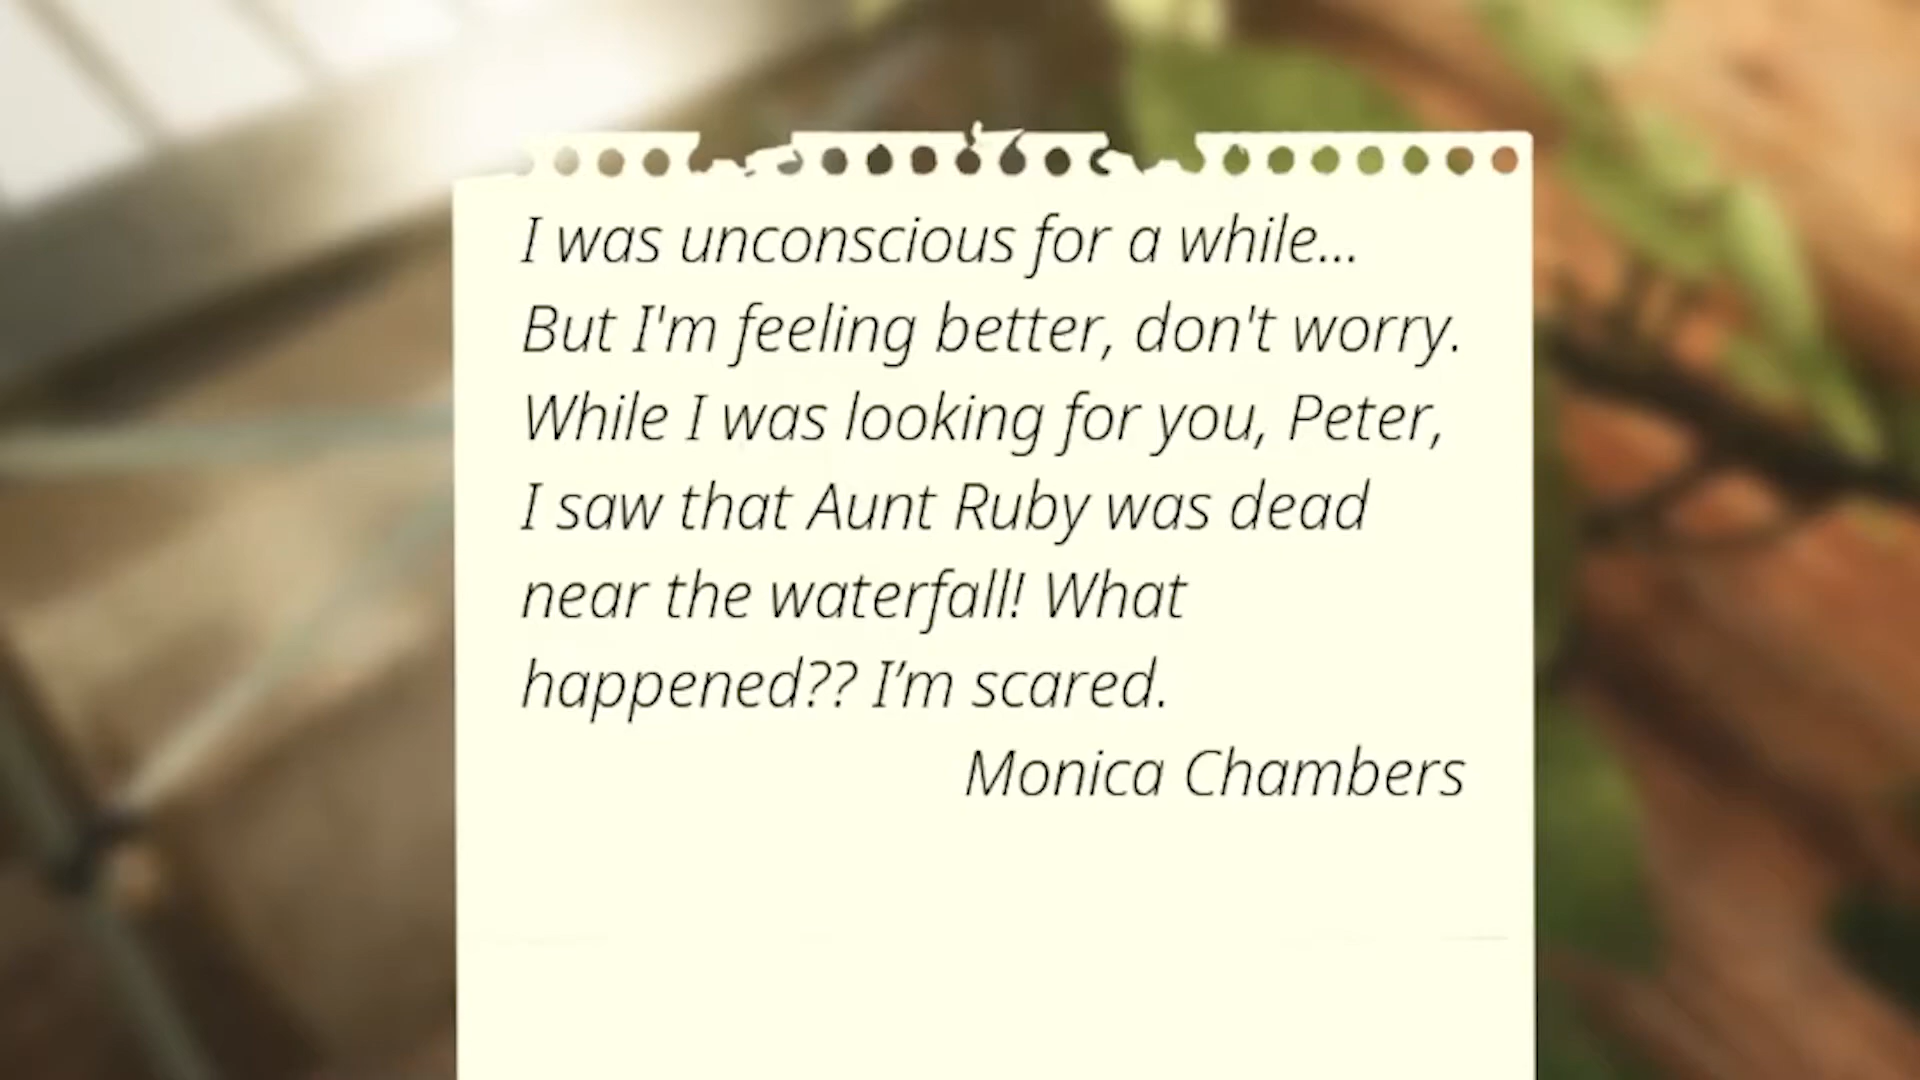 I was unconscious for a while...
But I'm feeling better, don't worry.
While I was looking for you, Peter,
I saw that Aunt Ruby was dead
near the waterfall! What
happened?? I’m scared.
Monica Chambers